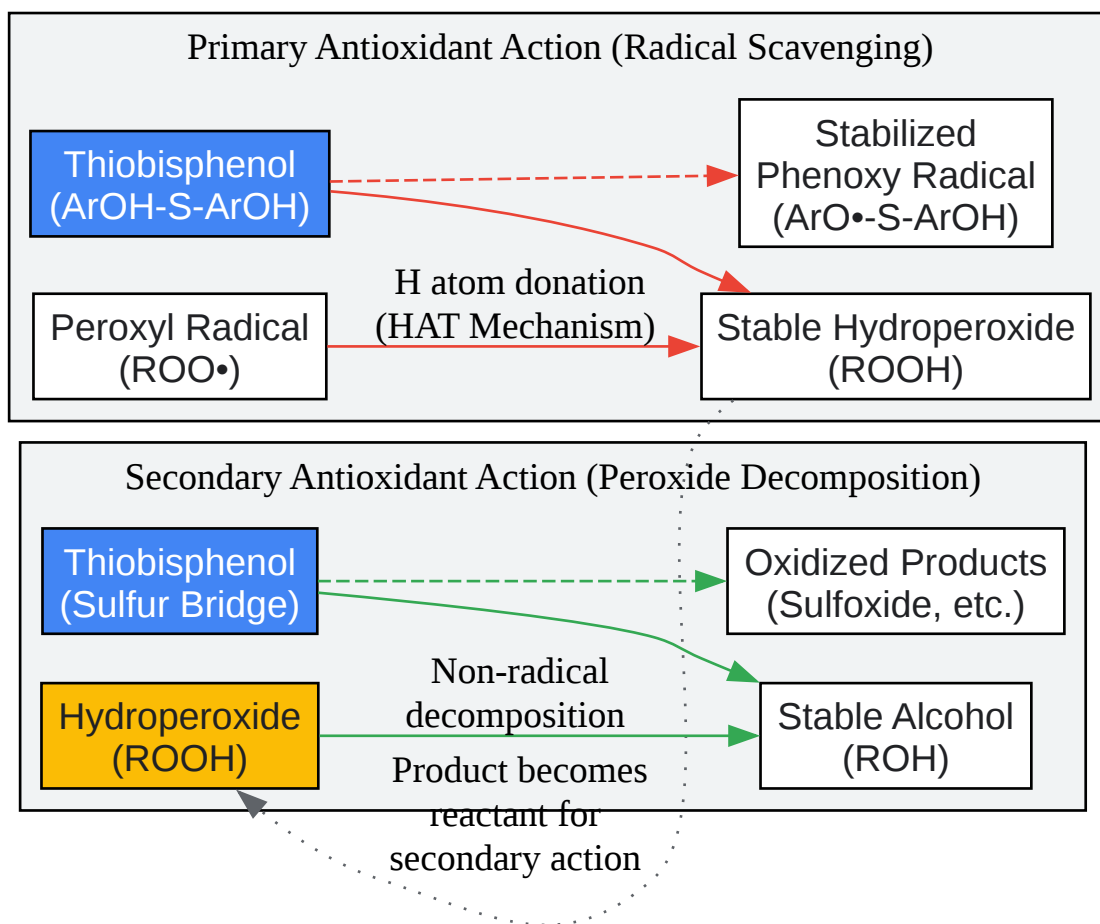 Primary Antioxidant Action (Radical Scavenging)
Thiobisphenol
(ArOH-S-ArOH)
Stabilized
Phenoxy Radical
(ArO•-S-ArOH)
Peroxyl Radical
(ROO•)
H atom donation
(HAT Mechanism)
Stable Hydroperoxide
(ROOH)
Secondary Antioxidant Action (Peroxide Decomposition)
Thiobisphenol
(Sulfur Bridge)
Oxidized Products
(Sulfoxide, etc.)
Hydroperoxide
(ROOH)
Non-radical
decomposition
Stable Alcohol
(ROH)
Product becomes
reactant for
secondary action